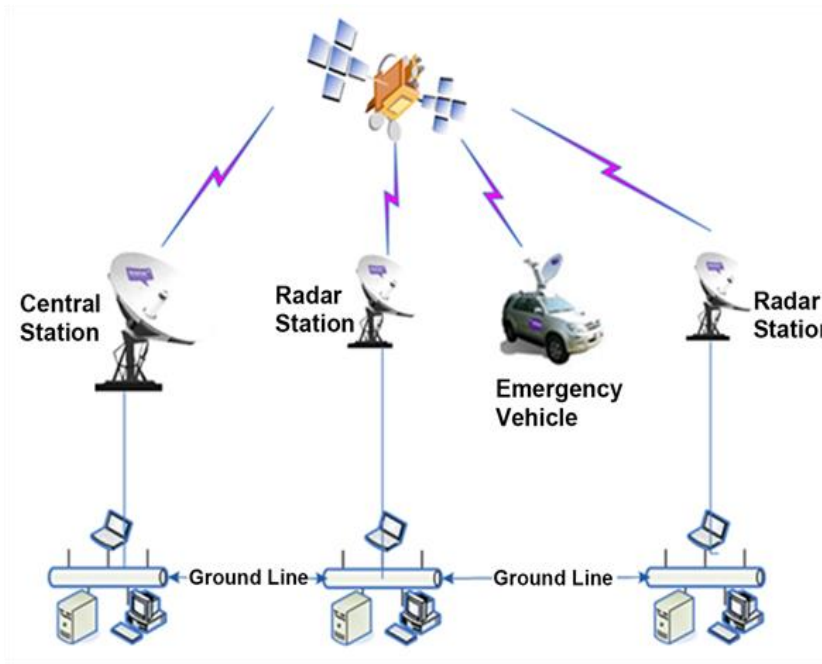 Central
Station
Radar
Station
Emergency
Vehicle
Radar
Station
Ground Line
Ground Line